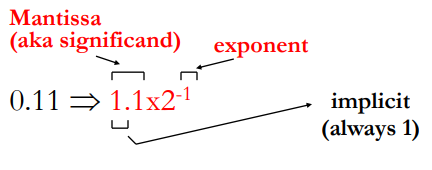 Mantissa
(aka significand)
exponent
0.11 ⇒ 1.1x2⁻¹
implicit
(always 1)